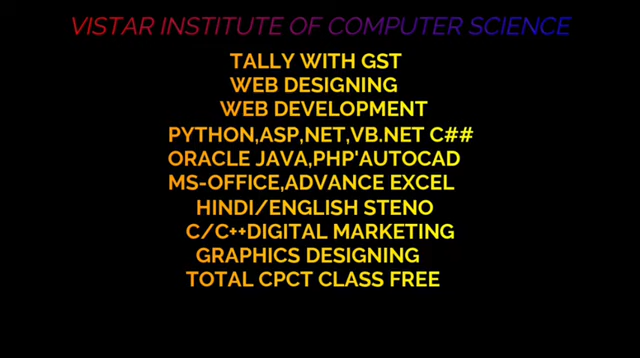 VISTAR INSTITUTE OF COMPUTER SCIENCE
TALLY WITH GST
WEB DESIGNING
WEB DEVELOPMENT
PYTHON,ASP,NET,VB.NET C##
ORACLE JAVA,PHP'AUTOCAD
MS-OFFICE,ADVANCE EXCEL
HINDI/ENGLISH STENO
C/C++DIGITAL MARKETING
GRAPHICS DESIGNING
TOTAL CPCT CLASS FREE